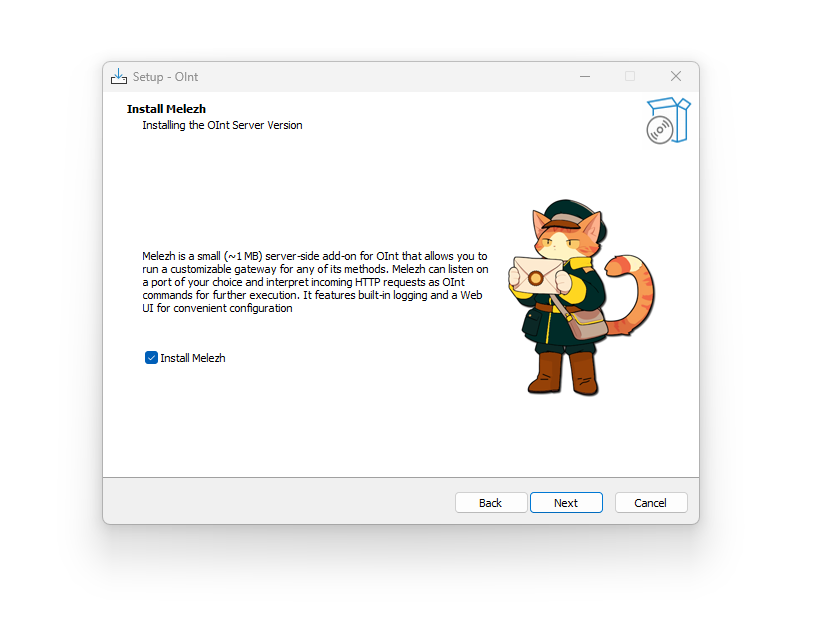 Setup - OInt
Install Melezh
Installing the OInt Server Version
Melezh is a small (~1 MB) server-side add-on for OInt that allows you to
run a customizable gateway for any of its methods. Melezh can listen on
a port of your choice and interpret incoming HTTP requests as OInt
commands for further execution. It features built-in logging and a Web
UI for convenient configuration
Install Melezh
Back
Next
Cancel